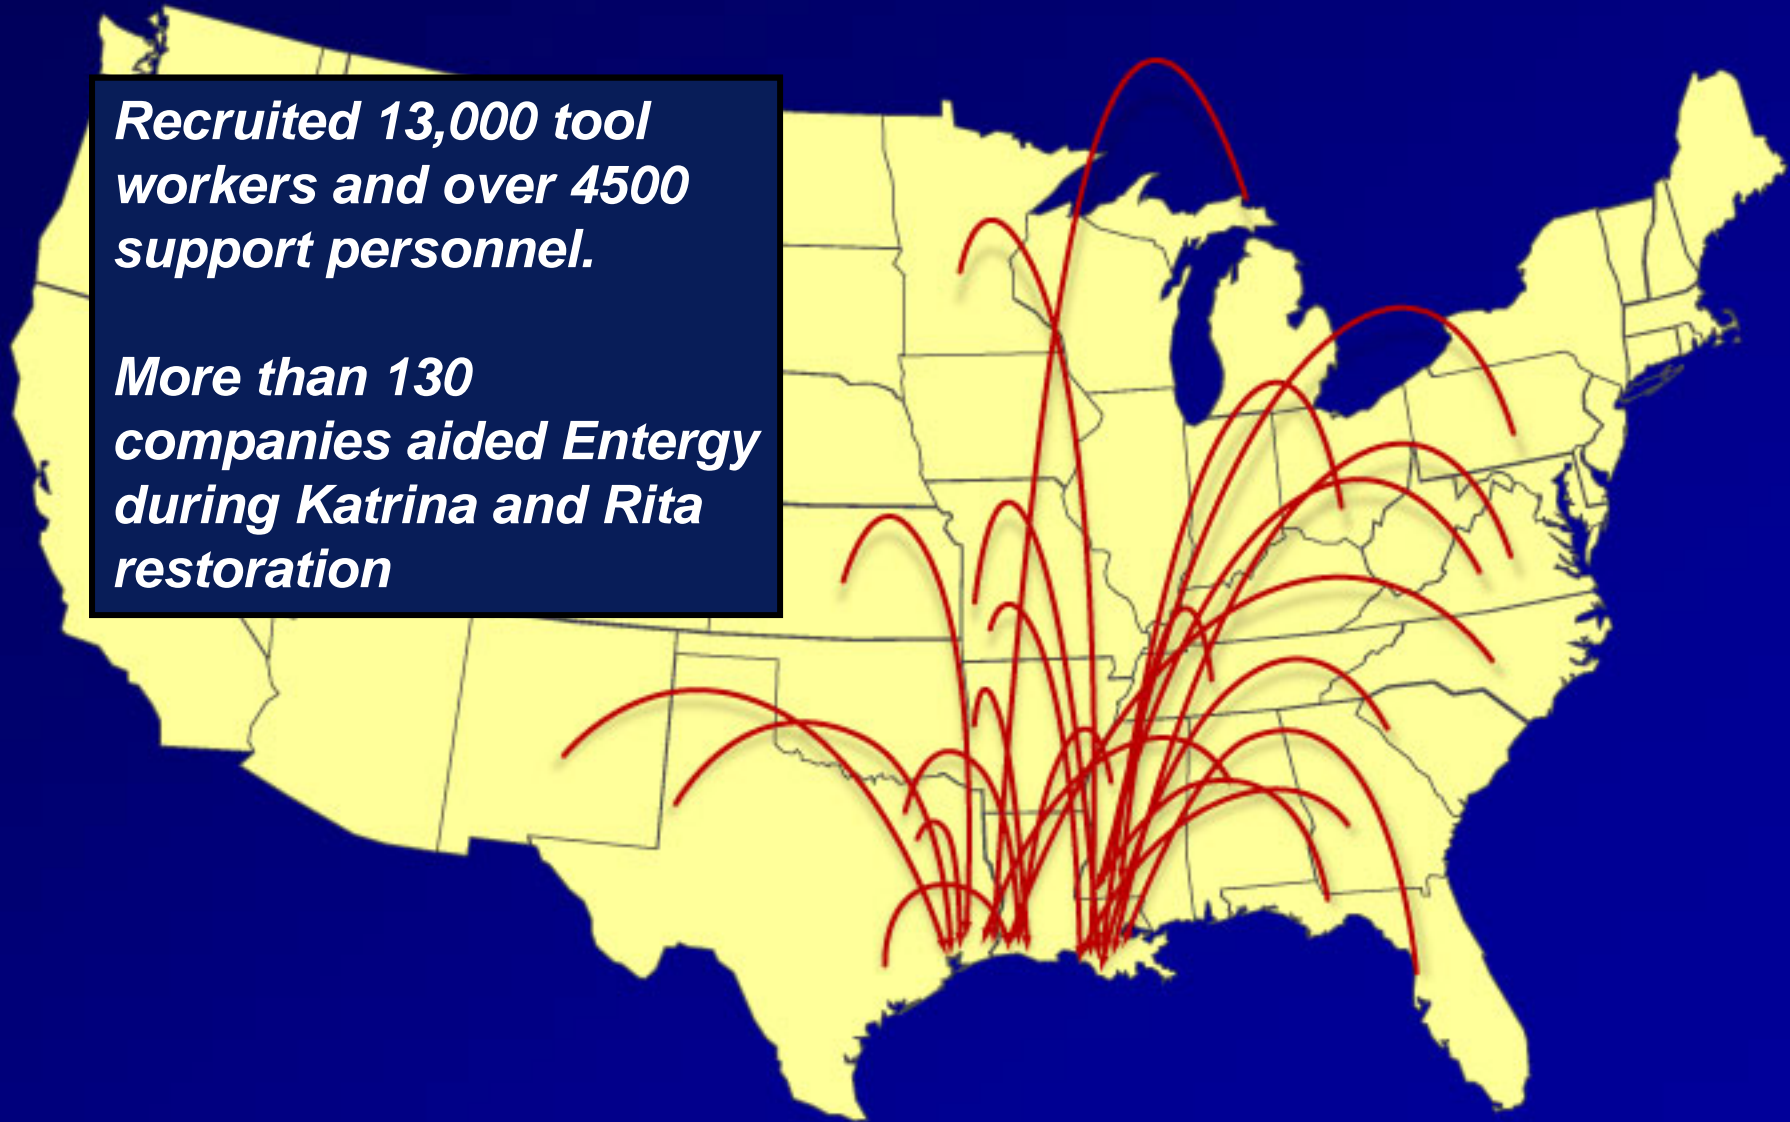 Recruited 13,000 tool
workers and over 4500
support personnel.
More than 130
companies aided Entergy
during Katrina and Rita
restoration